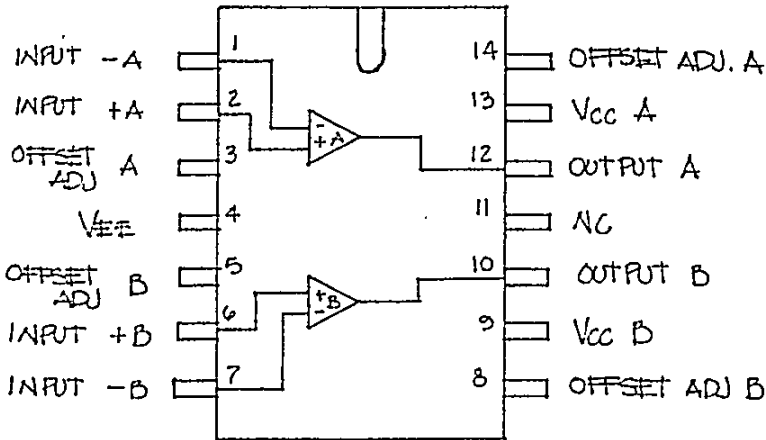 INPUT -A 1 14 OFFSET ADJ. A
INPUT +A 2 13 VCC A
OFFSET
ADJ A 3 12 OUTPUT A
- + A
VEE 4 11 NC
OFFSET
ADJ B 5 10 OUTPUT B
+ - B
INPUT +B 6 9 VCC B
INPUT -B 7 8 OFFSET ADJ B